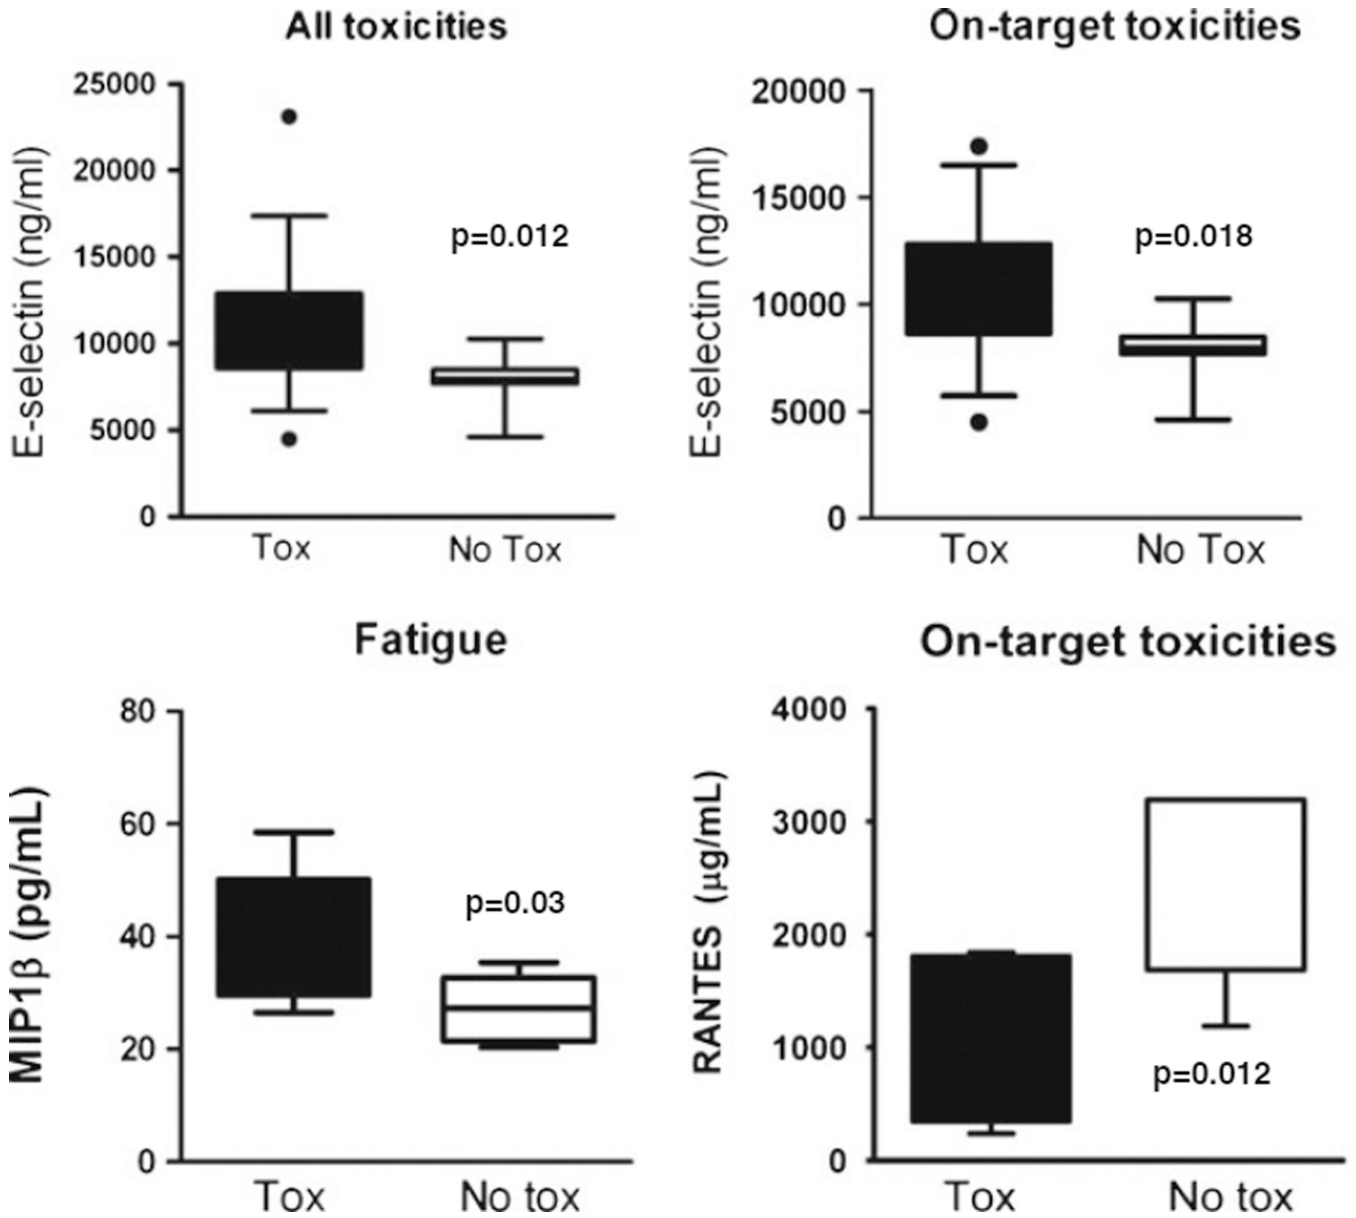 All toxicities
E-selectin (ng/ml)
25000
20000
15000
10000
5000
0
p=0.012
Tox
No Tox
On-target toxicities
E-selectin (ng/ml)
20000
15000
10000
5000
0
p=0.018
Tox
No Tox
Fatigue
MIP1β (pg/mL)
80
60
40
20
0
p=0.03
Tox
No tox
On-target toxicities
RANTES (μg/mL)
4000
3000
2000
1000
0
p=0.012
Tox
No tox